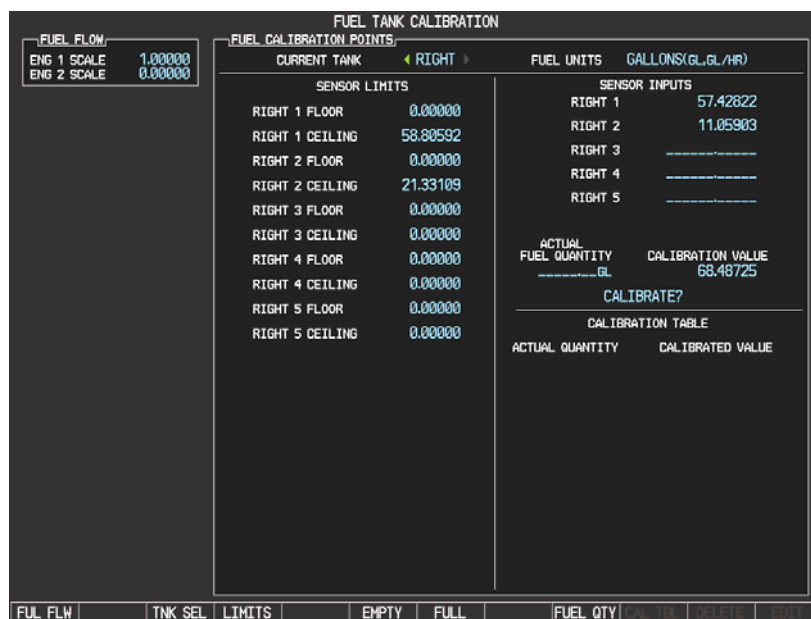 FUEL TANK CALIBRATION
FUEL FLOW
ENG 1 SCALE 1.00000
ENG 2 SCALE 0.00000
FUEL CALIBRATION POINTS
CURRENT TANK RIGHT FUEL UNITS GALLONS(GL,GL/HR)
SENSOR LIMITS
RIGHT 1 FLOOR 0.00000
RIGHT 1 CEILING 58.80592
RIGHT 2 FLOOR 0.00000
RIGHT 2 CEILING 21.33109
RIGHT 3 FLOOR 0.00000
RIGHT 3 CEILING 0.00000
RIGHT 4 FLOOR 0.00000
RIGHT 4 CEILING 0.00000
RIGHT 5 FLOOR 0.00000
RIGHT 5 CEILING 0.00000
SENSOR INPUTS
RIGHT 1 57.42822
RIGHT 2 11.05903
RIGHT 3 ______._____
RIGHT 4 ______._____
RIGHT 5 ______._____
ACTUAL
FUEL QUANTITY CALIBRATION VALUE
_____.__GL 68.48725
CALIBRATE?
CALIBRATION TABLE
ACTUAL QUANTITY CALIBRATED VALUE
FUL FLW TNK SEL LIMITS EMPTY FULL FUEL QTY CAL TBL DELETE EDIT